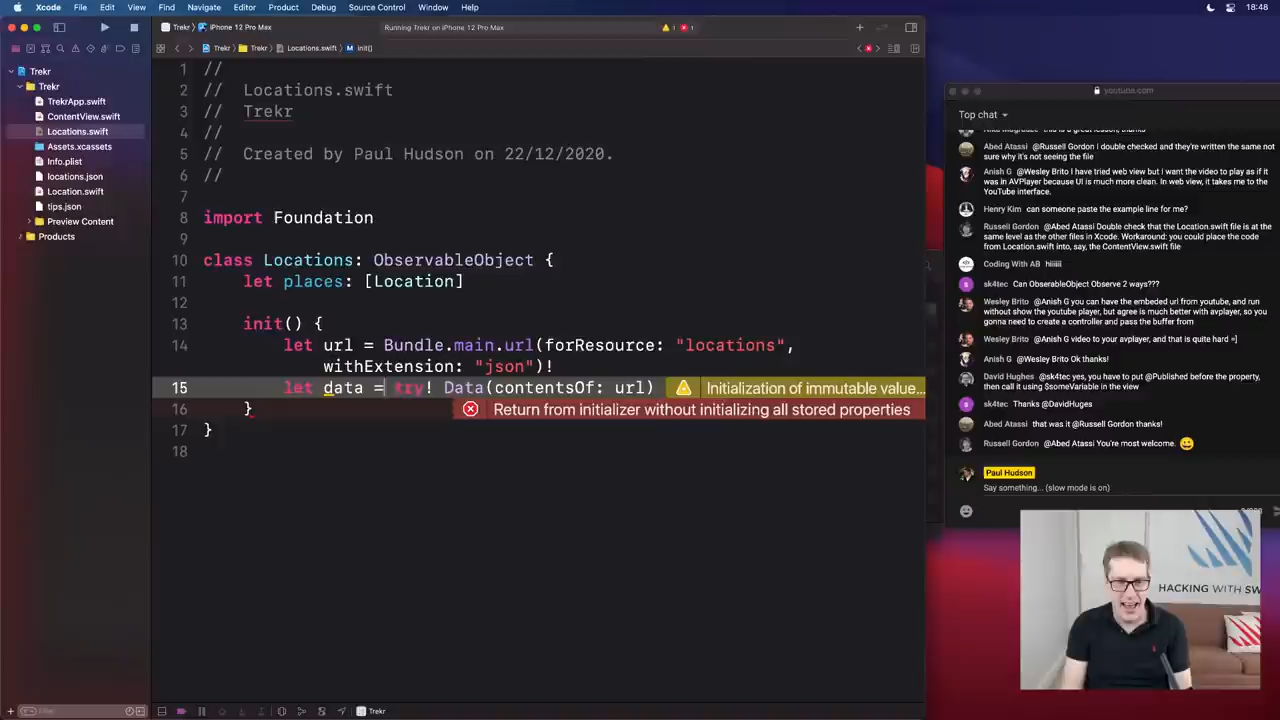 Xcode File Edit View Find Navigate Editor Product Debug Source Control Window Help 18:48
Trekr iPhone 12 Pro Max Running Trekr on iPhone 12 Pro Max 1 1
Trekr Trekr Locations.swift M init()
Trekr
Trekr
TrekrApp.swift
ContentView.swift
Locations.swift
Assets.xcassets
Info.plist
locations.json
Location.swift
tips.json
Preview Content
Products
1 //
2 // Locations.swift
3 // Trekr
4 //
5 // Created by Paul Hudson on 22/12/2020.
6 //
7
8 import Foundation
9
10 class Locations: ObservableObject {
11 let places: [Location]
12
13 init() {
14 let url = Bundle.main.url(forResource: "locations",
withExtension: "json")!
15 let data = try! Data(contentsOf: url) Initialization of immutable value...
16 } Return from initializer without initializing all stored properties
17 }
18
Trekr
youtube.com
Top chat
this is a great lesson, thanks
Abed Atassi @Russell Gordon I double checked and they're written the same not
sure why it's not seeing the file
Anish G @Wesley Brito I have tried web view but I want the video to play as if it
was in AVPlayer because UI is much more clean. In web view, it takes me to the
YouTube interface.
Henry Kim can someone paste the example line for me?
Russell Gordon @Abed Atassi Double check that the Location.swift file is at the
same level as the other files in Xcode. Workaround: you could place the code
from Location.swift into, say, the ContentView.swift file
Coding With AB hiiiiii
sk4tec Can ObserableObject Observe 2 ways???
Wesley Brito @Anish G you can have the embeded url from youtube, and run
without show the youtube player, but agree is much better with avplayer, so you
gonna need to create a controller and pass the buffer from
Wesley Brito @Anish G Video to play as avplayer, and that is quite hard =]
Anish G @Wesley Brito Ok thanks!
David Hughes @sk4tec yes, you have to put @Published before the property,
then call it using $someVariable in the view
sk4tec Thanks @DavidHuges
Abed Atassi that was it @Russell Gordon thanks!
Russell Gordon @Abed Atassi You're most welcome.
Paul Hudson
Say something... (slow mode is on)
HACKING WITH SW